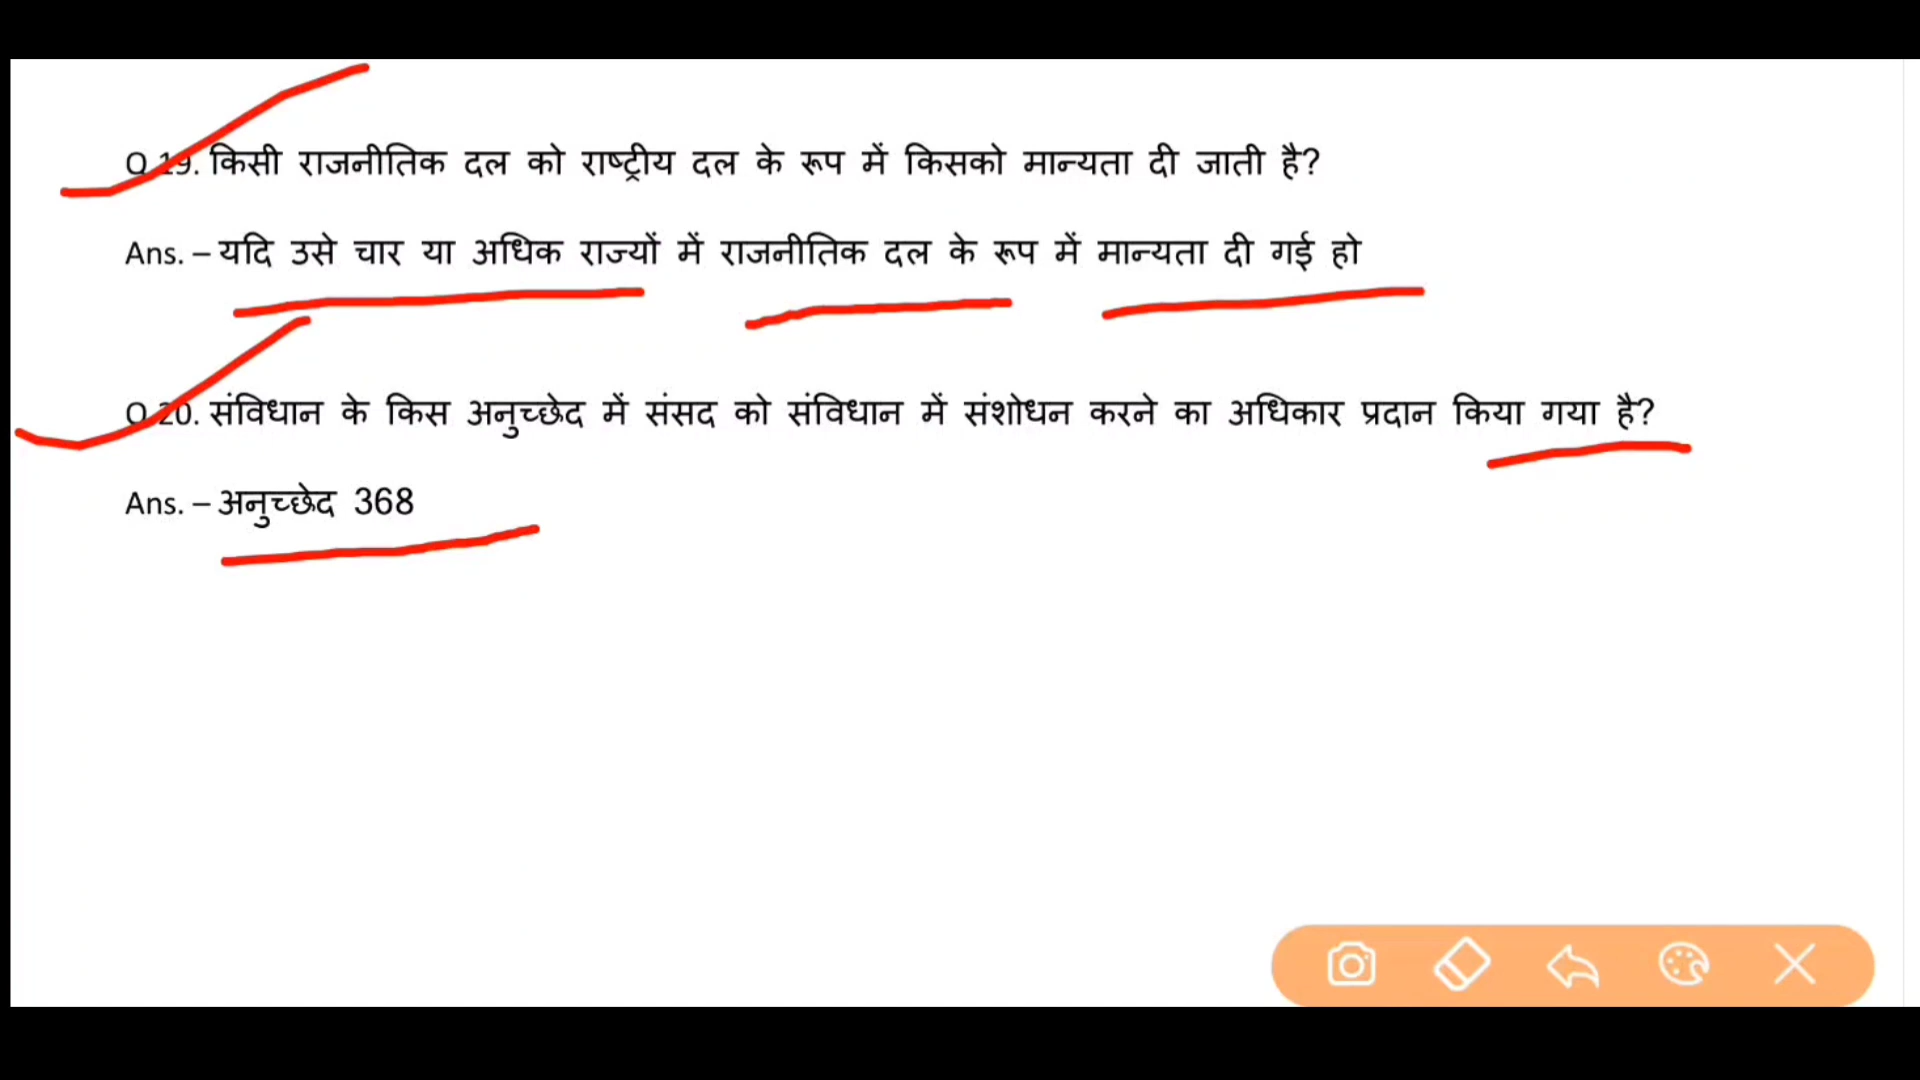 Q.19. किसी राजनीतिक दल को राष्ट्रीय दल के रूप में किसको मान्यता दी जाती है?
Ans. – यदि उसे चार या अधिक राज्यों में राजनीतिक दल के रूप में मान्यता दी गई हो
Q.20. संविधान के किस अनुच्छेद में संसद को संविधान में संशोधन करने का अधिकार प्रदान किया गया है?
Ans. – अनुच्छेद 368